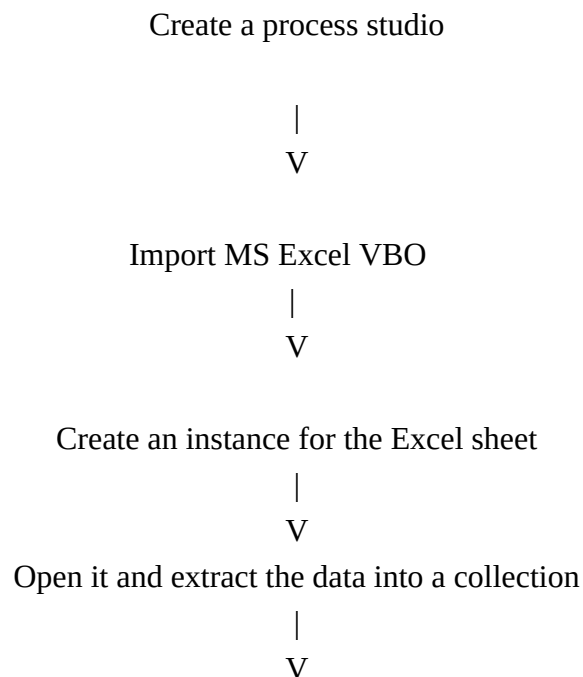 Create a process studio
|
V
Import MS Excel VBO
|
V
Create an instance for the Excel sheet
|
V
Open it and extract the data into a collection
|
V